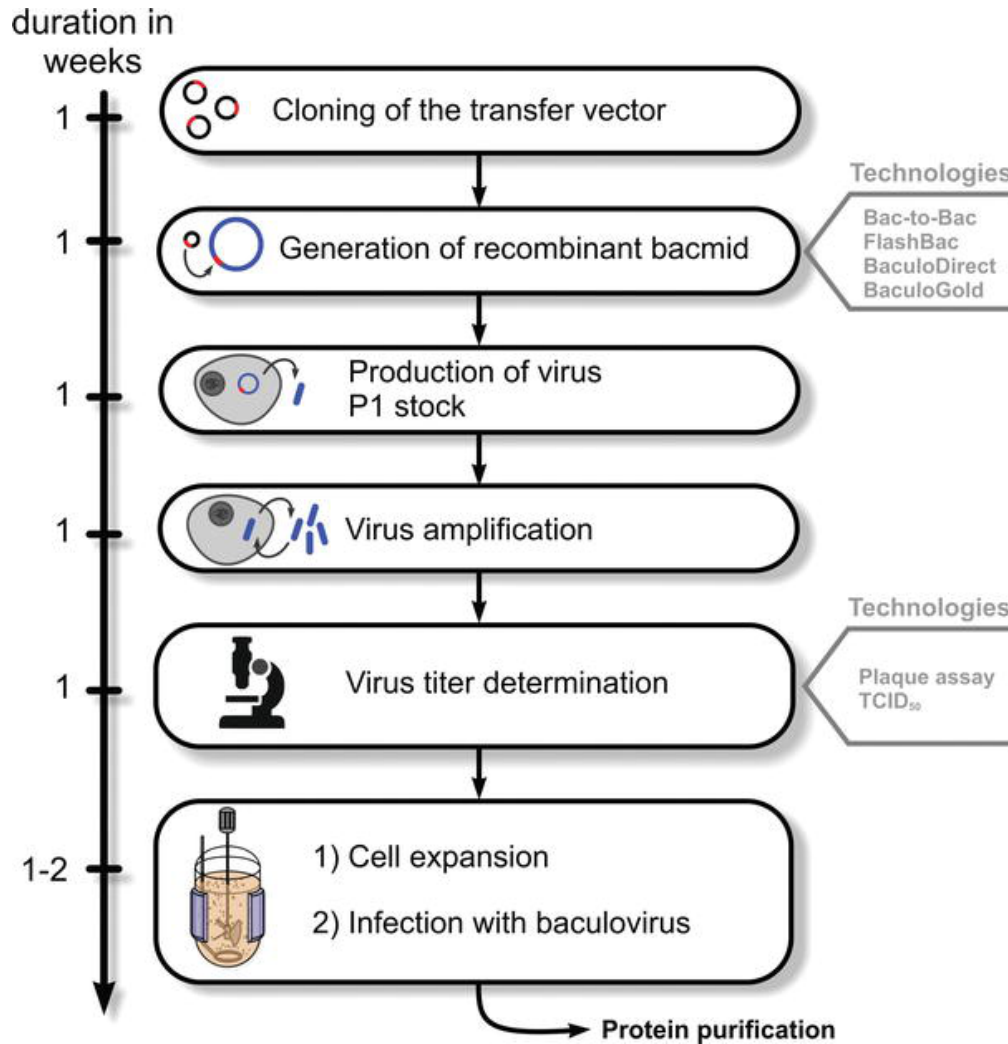 duration in
weeks
1
Cloning of the transfer vector
Technologies
1
Generation of recombinant bacmid
Bac-to-Bac
FlashBac
BaculoDirect
BaculoGold
1
Production of virus
P1 stock
1
Virus amplification
Technologies
1
Virus titer determination
Plaque assay
TCID₅₀
1-2
1) Cell expansion
2) Infection with baculovirus
Protein purification